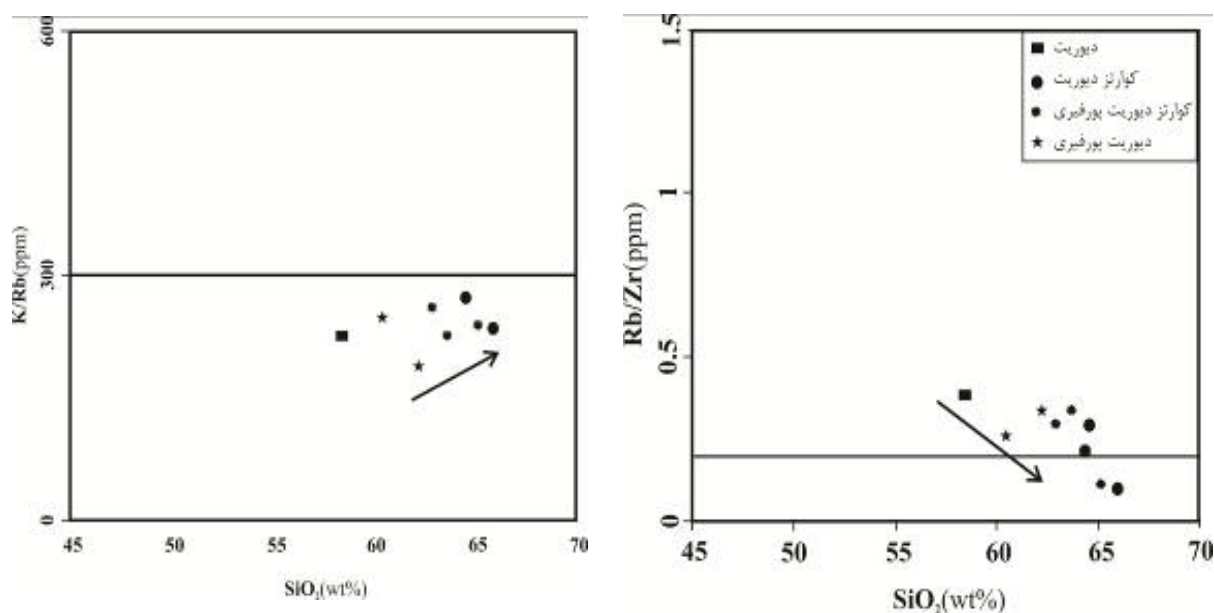 600
300
0
K/Rb(ppm)
45 50 55 60 65 70
SiO₂(wt%)
1.5
1
0.5
0
Rb/Zr(ppm)
دیوریت
کوارتز دیوریت
کوارتز دیوریت پورفیری
دیوریت پورفیری
45 50 55 60 65 70
SiO₂(wt%)